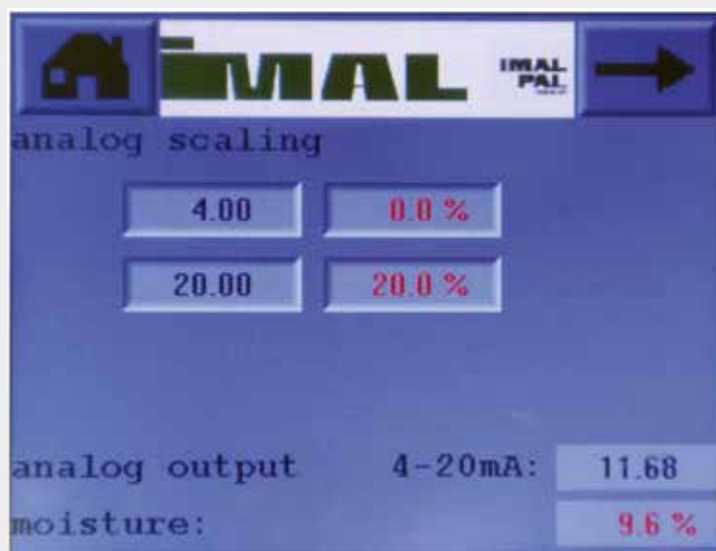 IMAL
IMAL
PAL
analog scaling
4.00 0.0 %
20.00 20.0 %
analog output 4-20mA: 11.68
moisture: 9.6 %